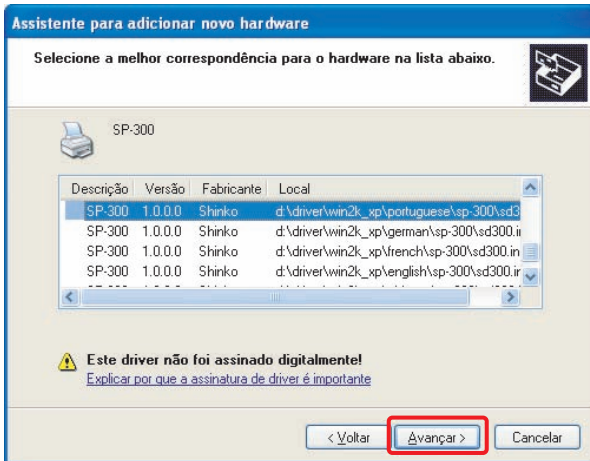 Assistente para adicionar novo hardware
Selecione a melhor correspondência para o hardware na lista abaixo.
SP-300
Descrição Versão Fabricante Local
SP-300 1.0.0.0 Shinko d:\driver\win2k_xp\portuguese\sp-300\sd3
SP-300 1.0.0.0 Shinko d:\driver\win2k_xp\german\sp-300\sd300.in
SP-300 1.0.0.0 Shinko d:\driver\win2k_xp\french\sp-300\sd300.in
SP-300 1.0.0.0 Shinko d:\driver\win2k_xp\english\sp-300\sd300.in
Este driver não foi assinado digitalmente!
Explicar por que a assinatura de driver é importante
< Voltar Avançar > Cancelar